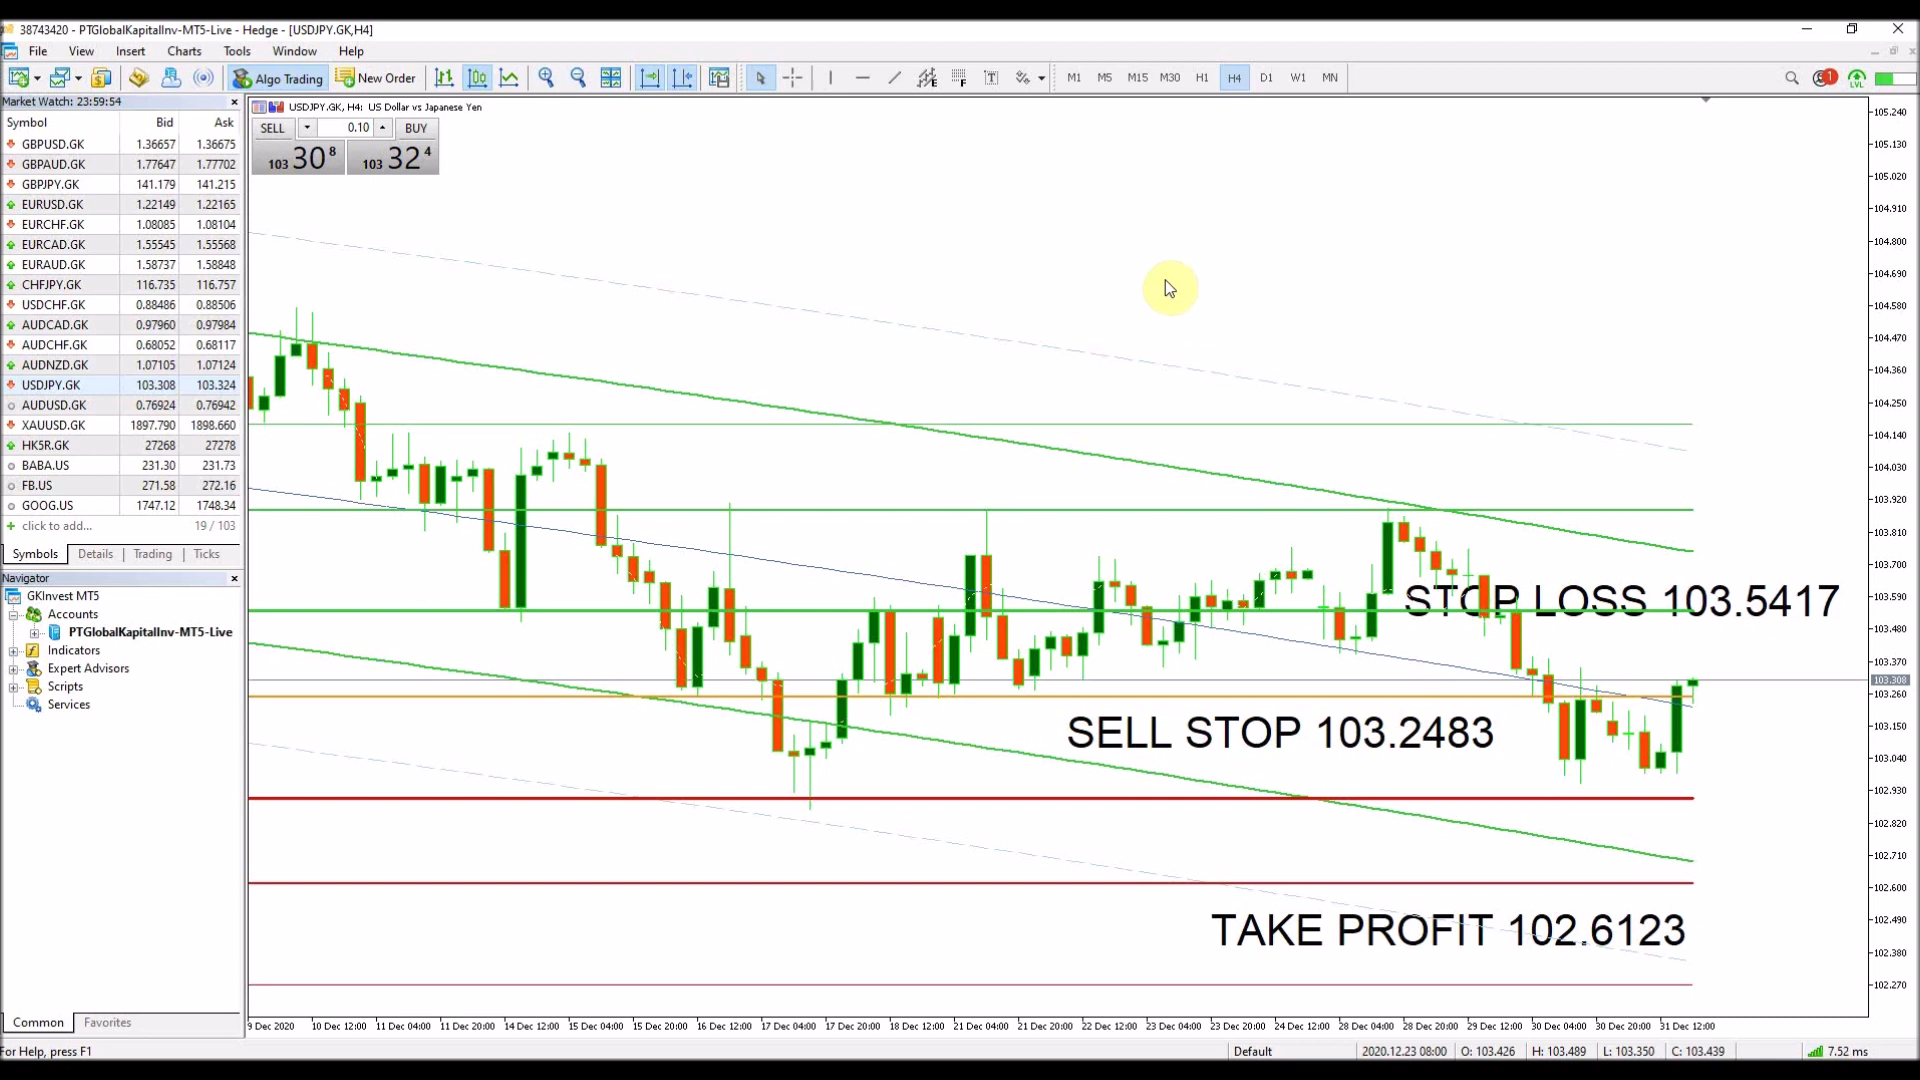 38743420 - PTGlobalKapitalInv-MT5-Live - Hedge - [USDJPY.GK,H4]
File View Insert Charts Tools Window Help
Algo Trading New Order M1 M5 M15 M30 H1 H4 D1 W1 MN
Market Watch: 23:59:54
Symbol Bid Ask
GBPUSD.GK 1.36657 1.36675
GBPAUD.GK 1.77647 1.77702
GBPJPY.GK 141.179 141.215
EURUSD.GK 1.22149 1.22165
EURCHF.GK 1.08085 1.08104
EURCAD.GK 1.55545 1.55568
EURAUD.GK 1.58737 1.58848
CHFJPY.GK 116.735 116.757
USDCHF.GK 0.88486 0.88506
AUDCAD.GK 0.97960 0.97984
AUDCHF.GK 0.68052 0.68117
AUDNZD.GK 1.07105 1.07124
USDJPY.GK 103.308 103.324
AUDUSD.GK 0.76924 0.76942
XAUUSD.GK 1897.790 1898.660
HK5R.GK 27268 27278
BABA.US 231.30 231.73
FB.US 271.58 272.16
GOOG.US 1747.12 1748.34
click to add... 19 / 103
Symbols Details Trading Ticks
Navigator
GKInvest MT5
Accounts
PTGlobalKapitalInv-MT5-Live
Indicators
Expert Advisors
Scripts
Services
Common Favorites
USDJPY.GK, H4: US Dollar vs Japanese Yen
SELL 0.10 BUY
103 30 8 103 32 4
STOP LOSS 103.5417
SELL STOP 103.2483
TAKE PROFIT 102.6123
105.240
105.130
105.020
104.910
104.800
104.690
104.580
104.470
104.360
104.250
104.140
104.030
103.920
103.810
103.700
103.590
103.480
103.370
103.308
103.260
103.150
103.040
102.930
102.820
102.710
102.600
102.490
102.380
102.270
9 Dec 2020 10 Dec 12:00 11 Dec 04:00 11 Dec 20:00 14 Dec 12:00 15 Dec 04:00 15 Dec 20:00 16 Dec 12:00 17 Dec 04:00 17 Dec 20:00 18 Dec 12:00 21 Dec 04:00 21 Dec 20:00 22 Dec 12:00 23 Dec 04:00 23 Dec 20:00 24 Dec 12:00 28 Dec 04:00 28 Dec 20:00 29 Dec 12:00 30 Dec 04:00 30 Dec 20:00 31 Dec 12:00
For Help, press F1 Default 2020.12.23 08:00 O: 103.426 H: 103.489 L: 103.350 C: 103.439 7.52 ms